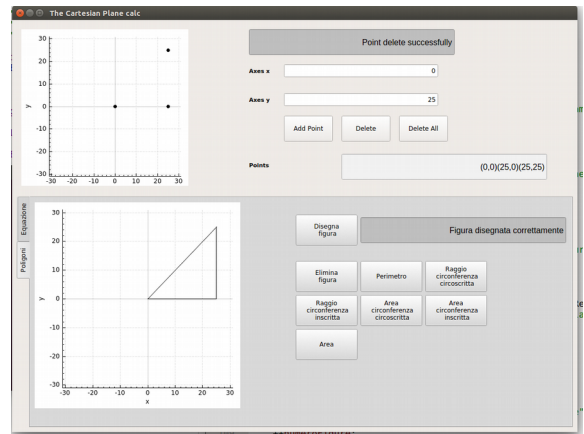 The Cartesian Plane calc
Point delete successfully
30
20
10
0
-10
-20
-30
y
-30 -20 -10 0 10 20 30
Axes x
0
Axes y
25
Add Point Delete Delete All
Points
(0,0)(25,0)(25,25)
Equazione
Poligoni
30
20
10
0
-10
-20
-30
y
-30 -20 -10 0 10 20 30
x
Disegna
figura
Figura disegnata correttamente
Elimina
figura
Perimetro
Raggio
circonferenza
circoscritta
Raggio
circonferenza
inscritta
Area
circonferenza
circoscritta
Area
circonferenza
inscritta
Area